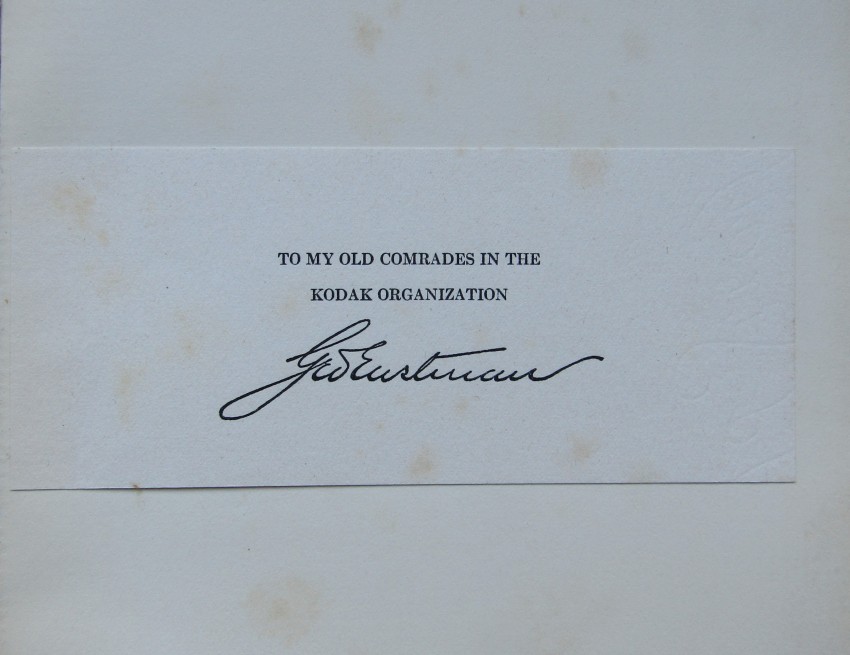 TO MY OLD COMRADES IN THE
KODAK ORGANIZATION
Geo Eastman